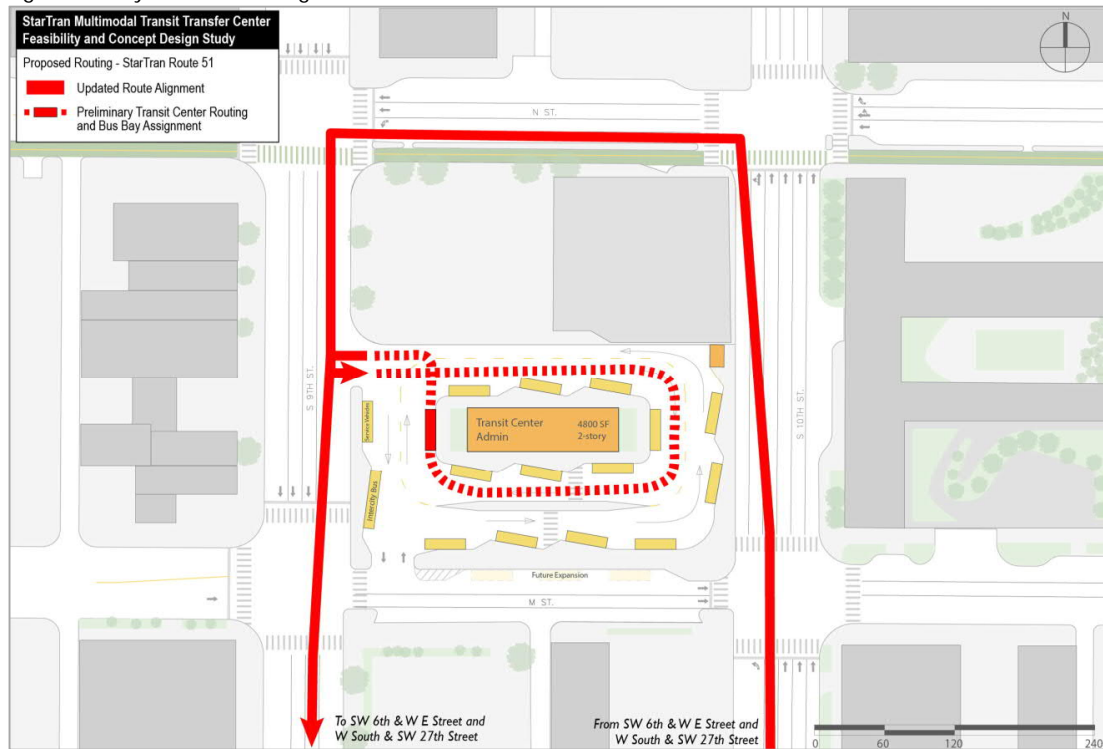 StarTran Multimodal Transit Transfer Center
Feasibility and Concept Design Study
Proposed Routing - StarTran Route 51
Updated Route Alignment
Preliminary Transit Center Routing
and Bus Bay Assignment
N
N ST.
S 9TH ST.
S 10TH ST.
Service Vehicles
Transit Center
Admin
4800 SF
2-story
Intercity Bus
Future Expansion
M ST.
To SW 6th & W E Street and
W South & SW 27th Street
From SW 6th & W E Street and
W South & SW 27th Street
0 60 120 240